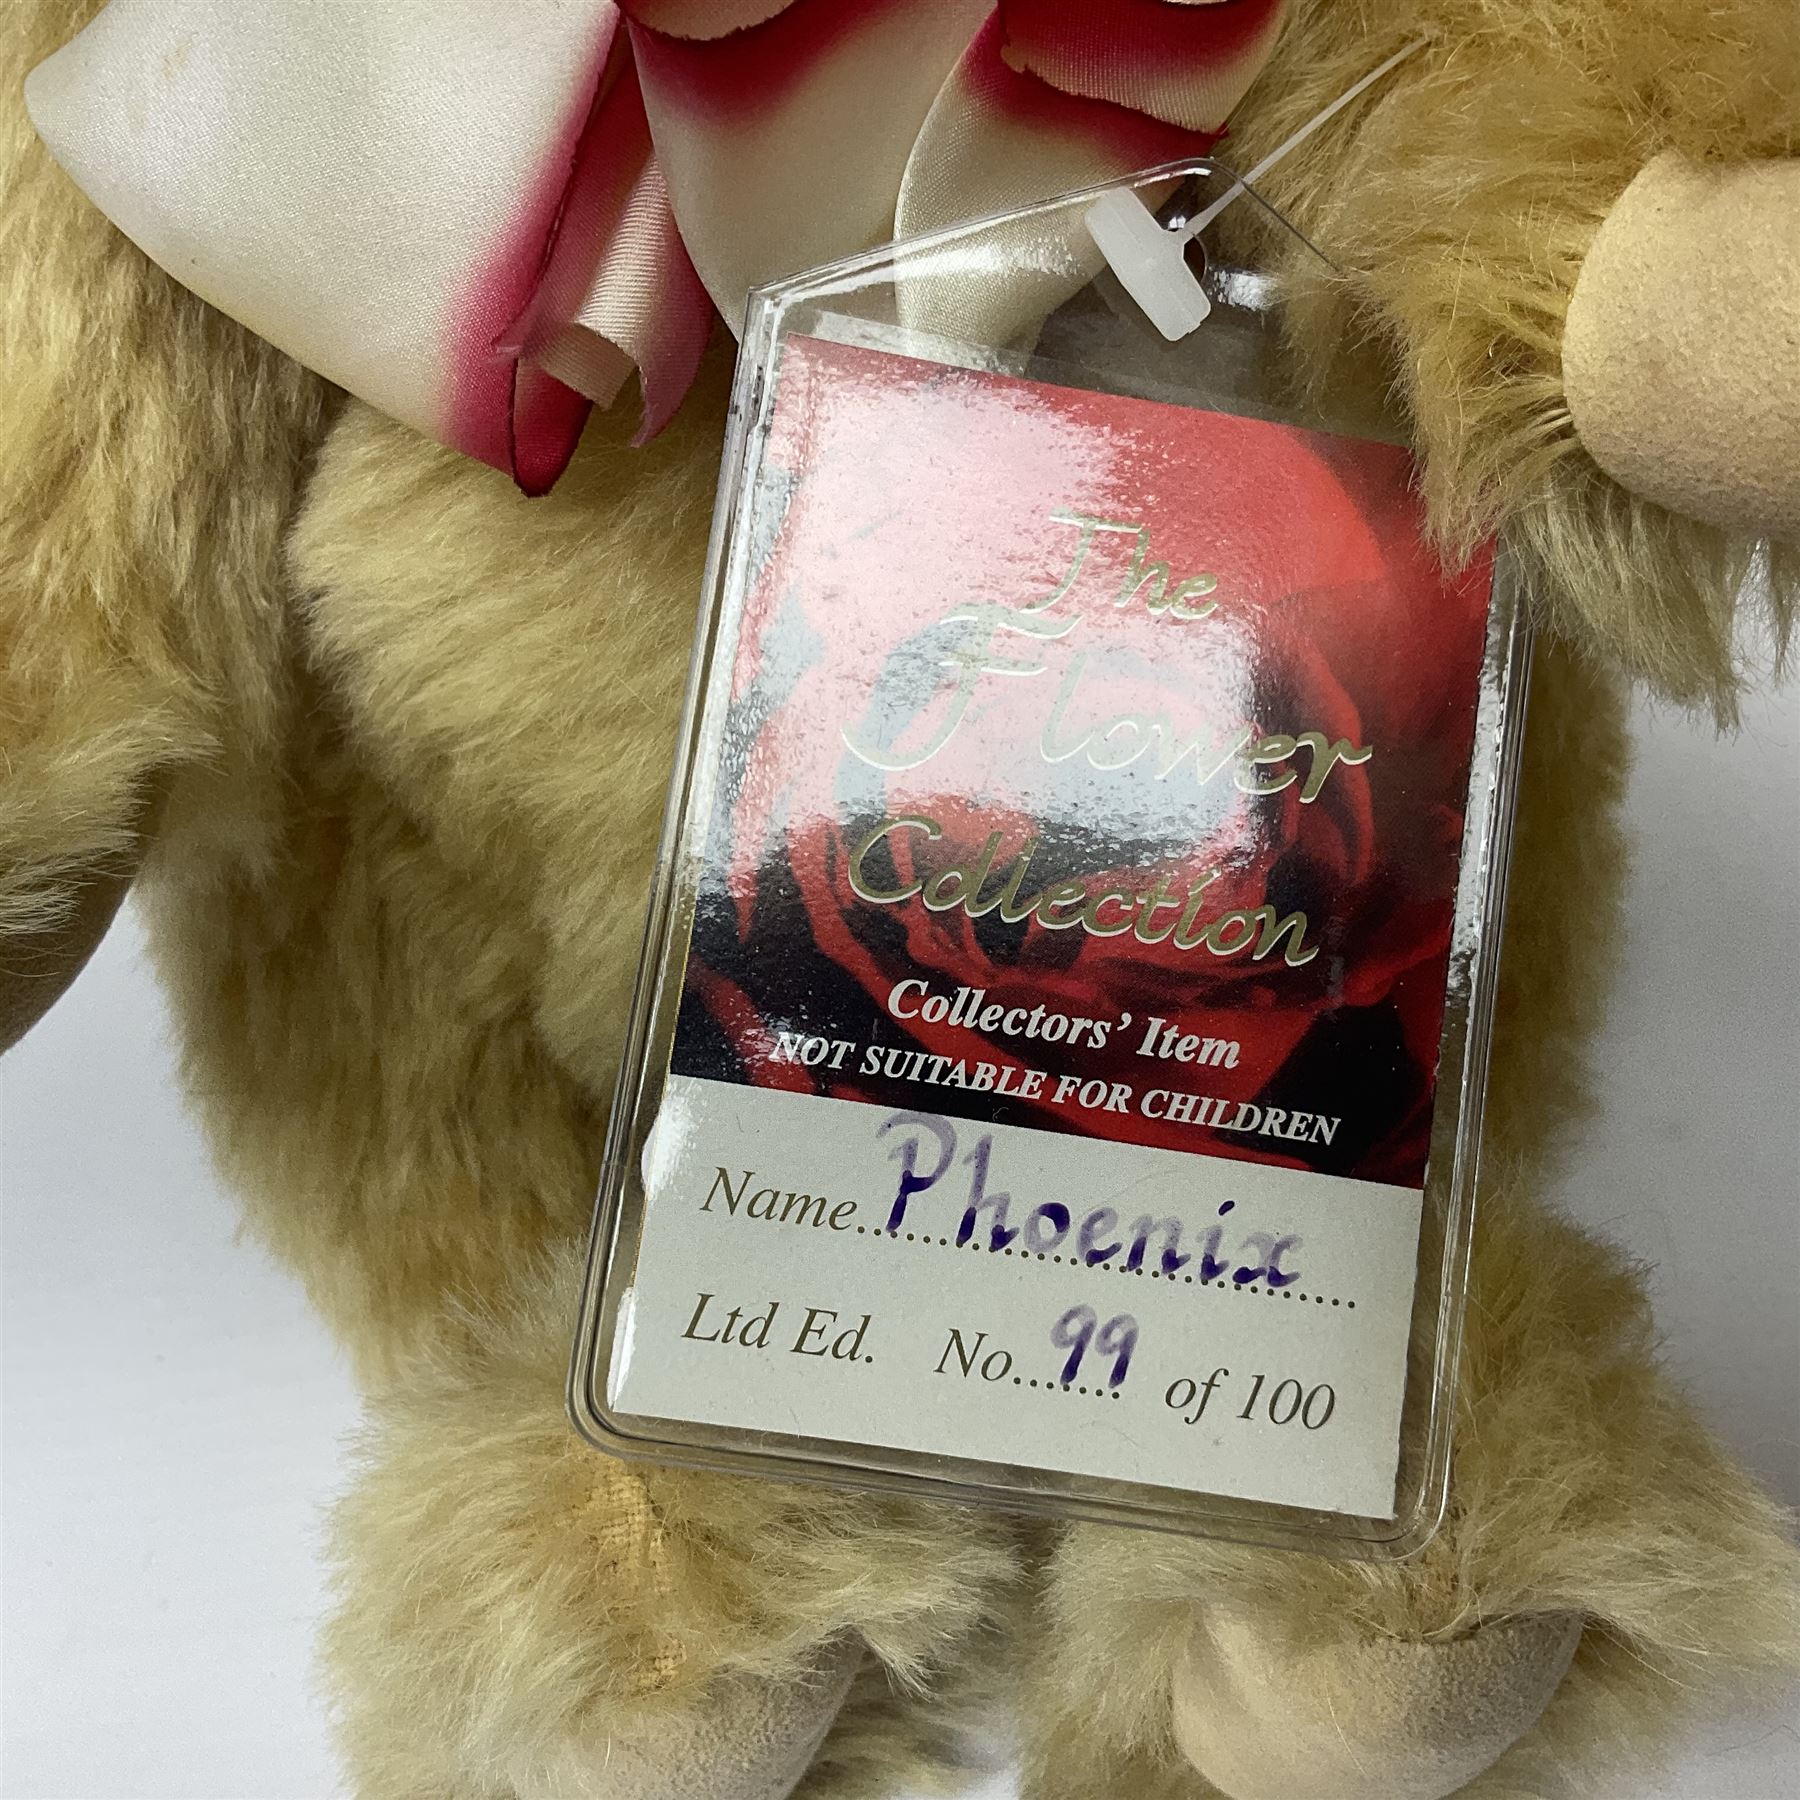 The
Flower
Collection
Collectors' Item
NOT SUITABLE FOR CHILDREN
Name..Phoenix......
Ltd Ed. No...99... of 100